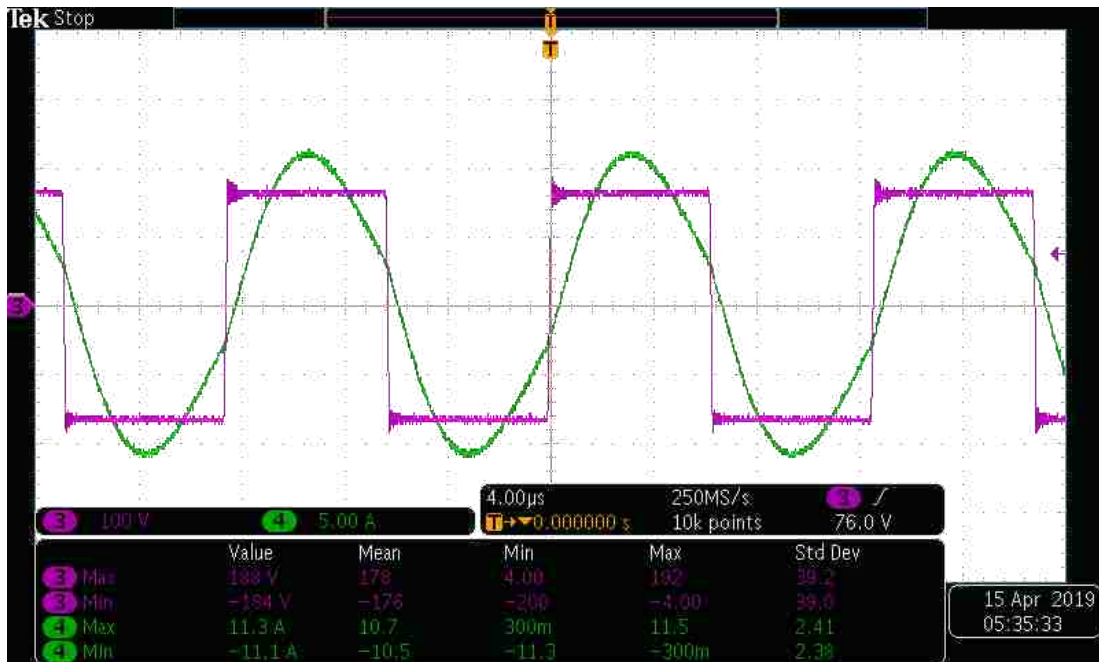 Tek Stop
T
T
3
3 100 V 4 5.00 A
4.00µs 250MS/s 3
T→▼0.000000 s 10k points 76.0 V
Value Mean Min Max Std Dev
3 Max 188 V 178 4.00 192 39.2
3 Min −184 V −176 −200 −4.00 39.0
4 Max 11.3 A 10.7 300m 11.5 2.41
4 Min −11.1 A −10.5 −11.3 −300m 2.38
15 Apr 2019
05:35:33